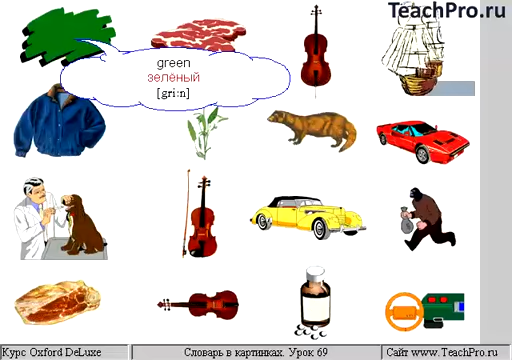 TeachPro.ru
green
зелёный
[gri:n]
Курс Oxford DeLuxe
Словарь в картинках. Урок 69
Сайт www.TeachPro.ru